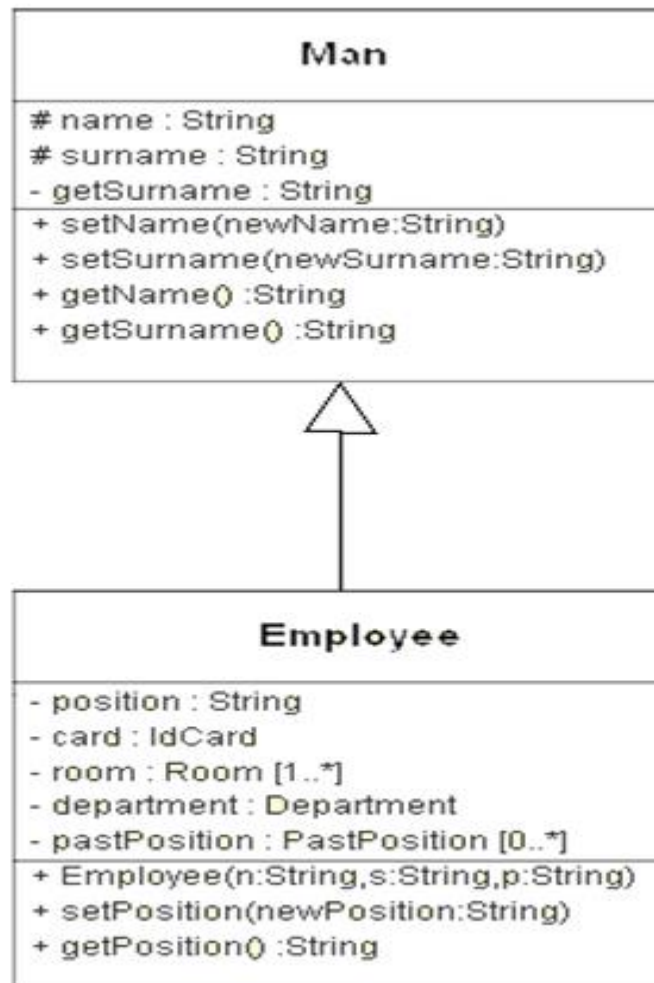 Man
# name : String
# surname : String
- getSurname : String
+ setName(newName:String)
+ setSurname(newSurname:String)
+ getName() :String
+ getSurname() :String
Employee
- position : String
- card : IdCard
- room : Room [1..*]
- department : Department
- pastPosition : PastPosition [0..*]
+ Employee(n:String,s:String,p:String)
+ setPosition(newPosition:String)
+ getPosition() :String